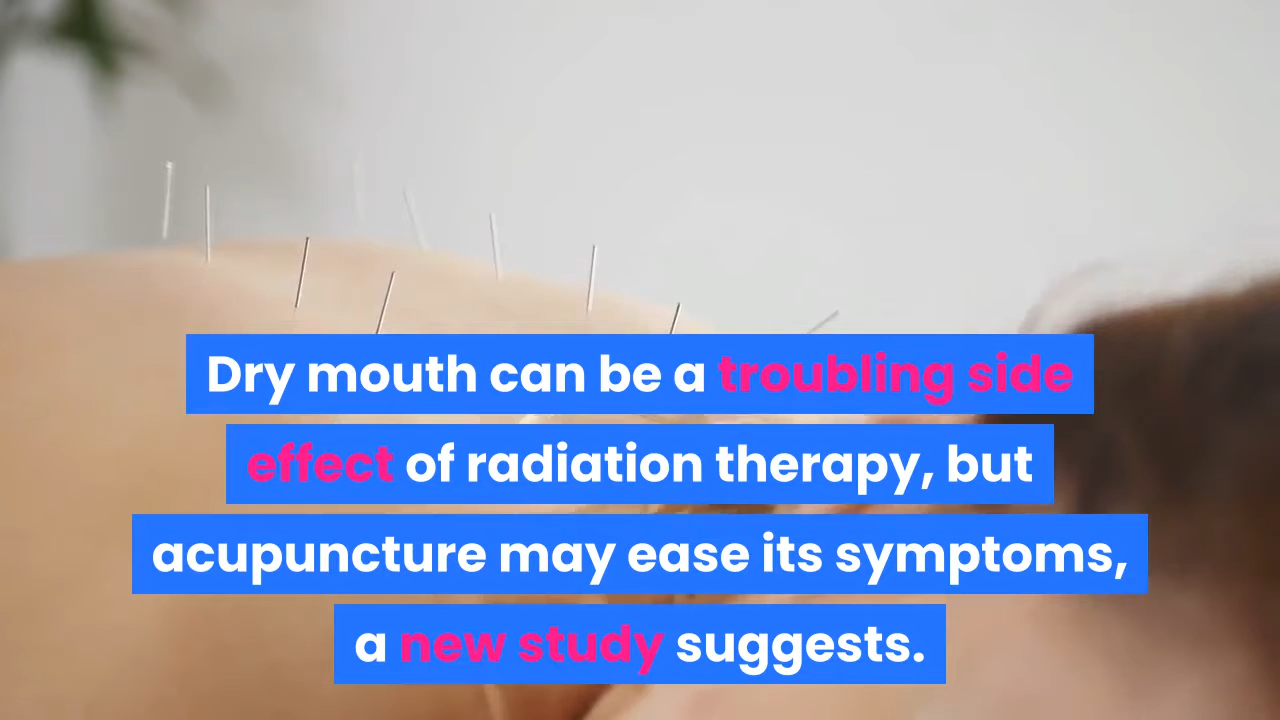 Dry mouth can be a troubling side
effect of radiation therapy, but
acupuncture may ease its symptoms,
a new study suggests.